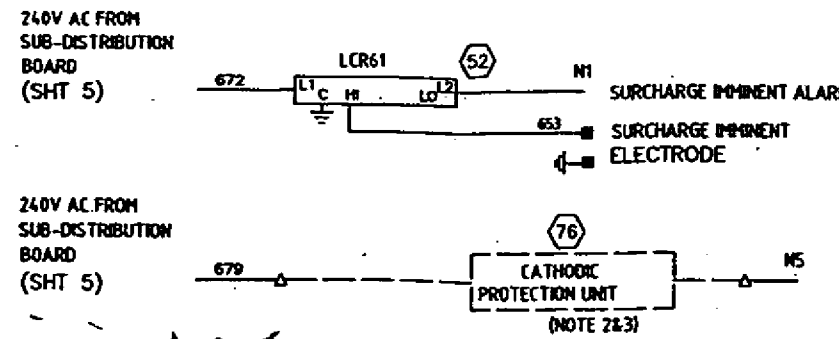 240V AC FROM
SUB-DISTRIBUTION
BOARD
(SHT 5)
672
LCR61
L1
C
HI
LO
L2
52
N1
SURCHARGE IMMINENT ALAR
653
SURCHARGE IMMINENT
ELECTRODE
240V AC.FROM
SUB-DISTRIBUTION
BOARD
(SHT 5)
679
76
CATHODIC
PROTECTION UNIT
(NOTE 2&3)
N5